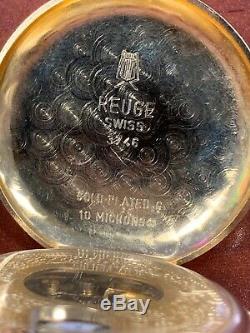 REUGE
SWISS
3746
GOLD-PLATED G
10 MICRONS